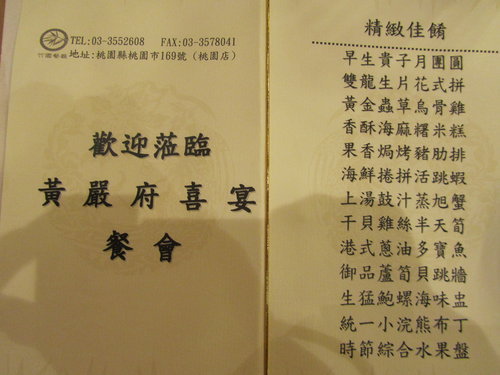 TEL:03-3552608 FAX:03-3578041
地址:桃園縣桃園市169號（桃園店）
歡迎蒞臨
黃嚴府喜宴
餐會
精緻佳餚
早生貴子月團圓
雙龍生片花式拼
黃金蟲草烏骨雞
香酥海麻糬米糕
果香焗烤豬肋排
海鮮捲拼活跳蝦
上湯鼓汁蒸旭蟹
干貝雞絲半天筍
港式蔥油多寶魚
御品蘆筍貝跳牆
生猛鮑螺海味盅
統一小浣熊布丁
時節綜合水果盤